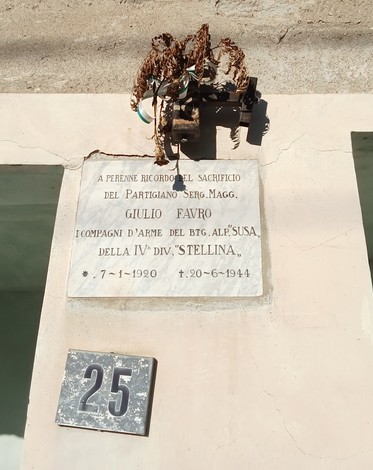 A PERENNE RICORDO DEL SACRIFICIO
DEL PARTIGIANO SERG. MAGG.
GIULIO FAVRO
I COMPAGNI D'ARME DEL BTG. ALP. "SUSA„
DELLA IVª DIV. "STELLINA„
*. 7-1-1920 ✝. 20-6-1944
25